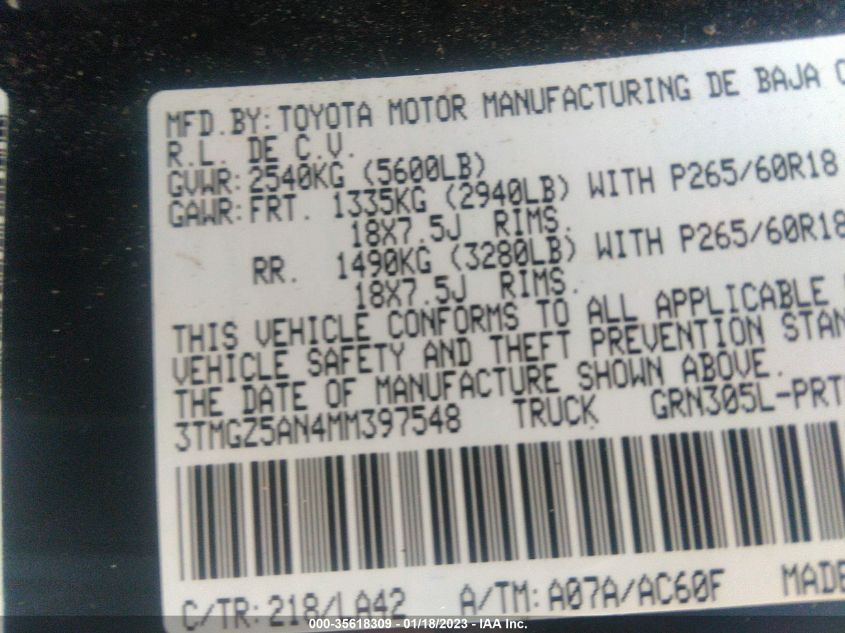 MFD.BY: TOYOTA MOTOR MANUFACTURING DE BAJA C
R.L. DE C.V.
GVWR: 2540KG (5600LB)
GAWR: FRT. 1335KG (2940LB) WITH P265/60R18
18X7.5J RIMS.
RR. 1490KG (3280LB) WITH P265/60R18
18X7.5J RIMS.
THIS VEHICLE CONFORMS TO ALL APPLICABLE
VEHICLE SAFETY AND THEFT PREVENTION STAN
THE DATE OF MANUFACTURE SHOWN ABOVE.
3TMGZ5AN4MM397548 TRUCK GRN305L-PRT
C/TR: 218/LA42 A/TM: A07A/AC60F MADE
000-35618309 - 01/18/2023 - IAA Inc.